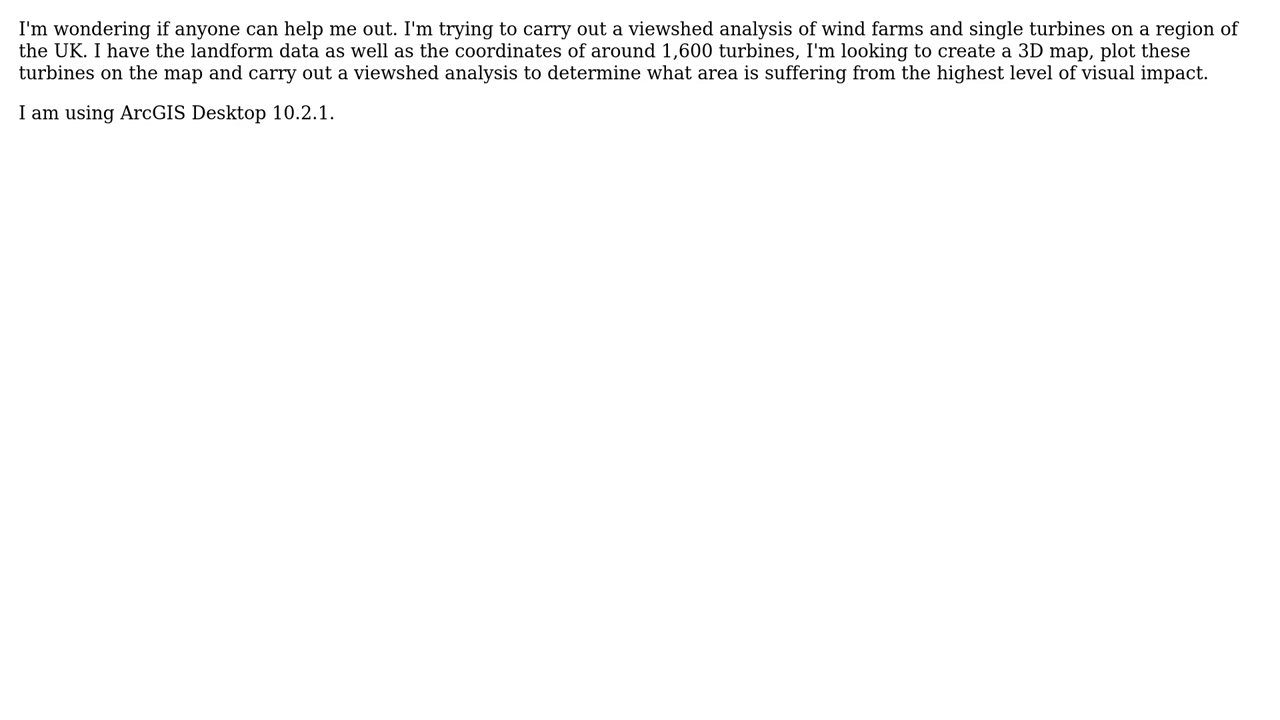 I'm wondering if anyone can help me out. I'm trying to carry out a viewshed analysis of wind farms and single turbines on a region of
the UK. I have the landform data as well as the coordinates of around 1,600 turbines, I'm looking to create a 3D map, plot these
turbines on the map and carry out a viewshed analysis to determine what area is suffering from the highest level of visual impact.
I am using ArcGIS Desktop 10.2.1.